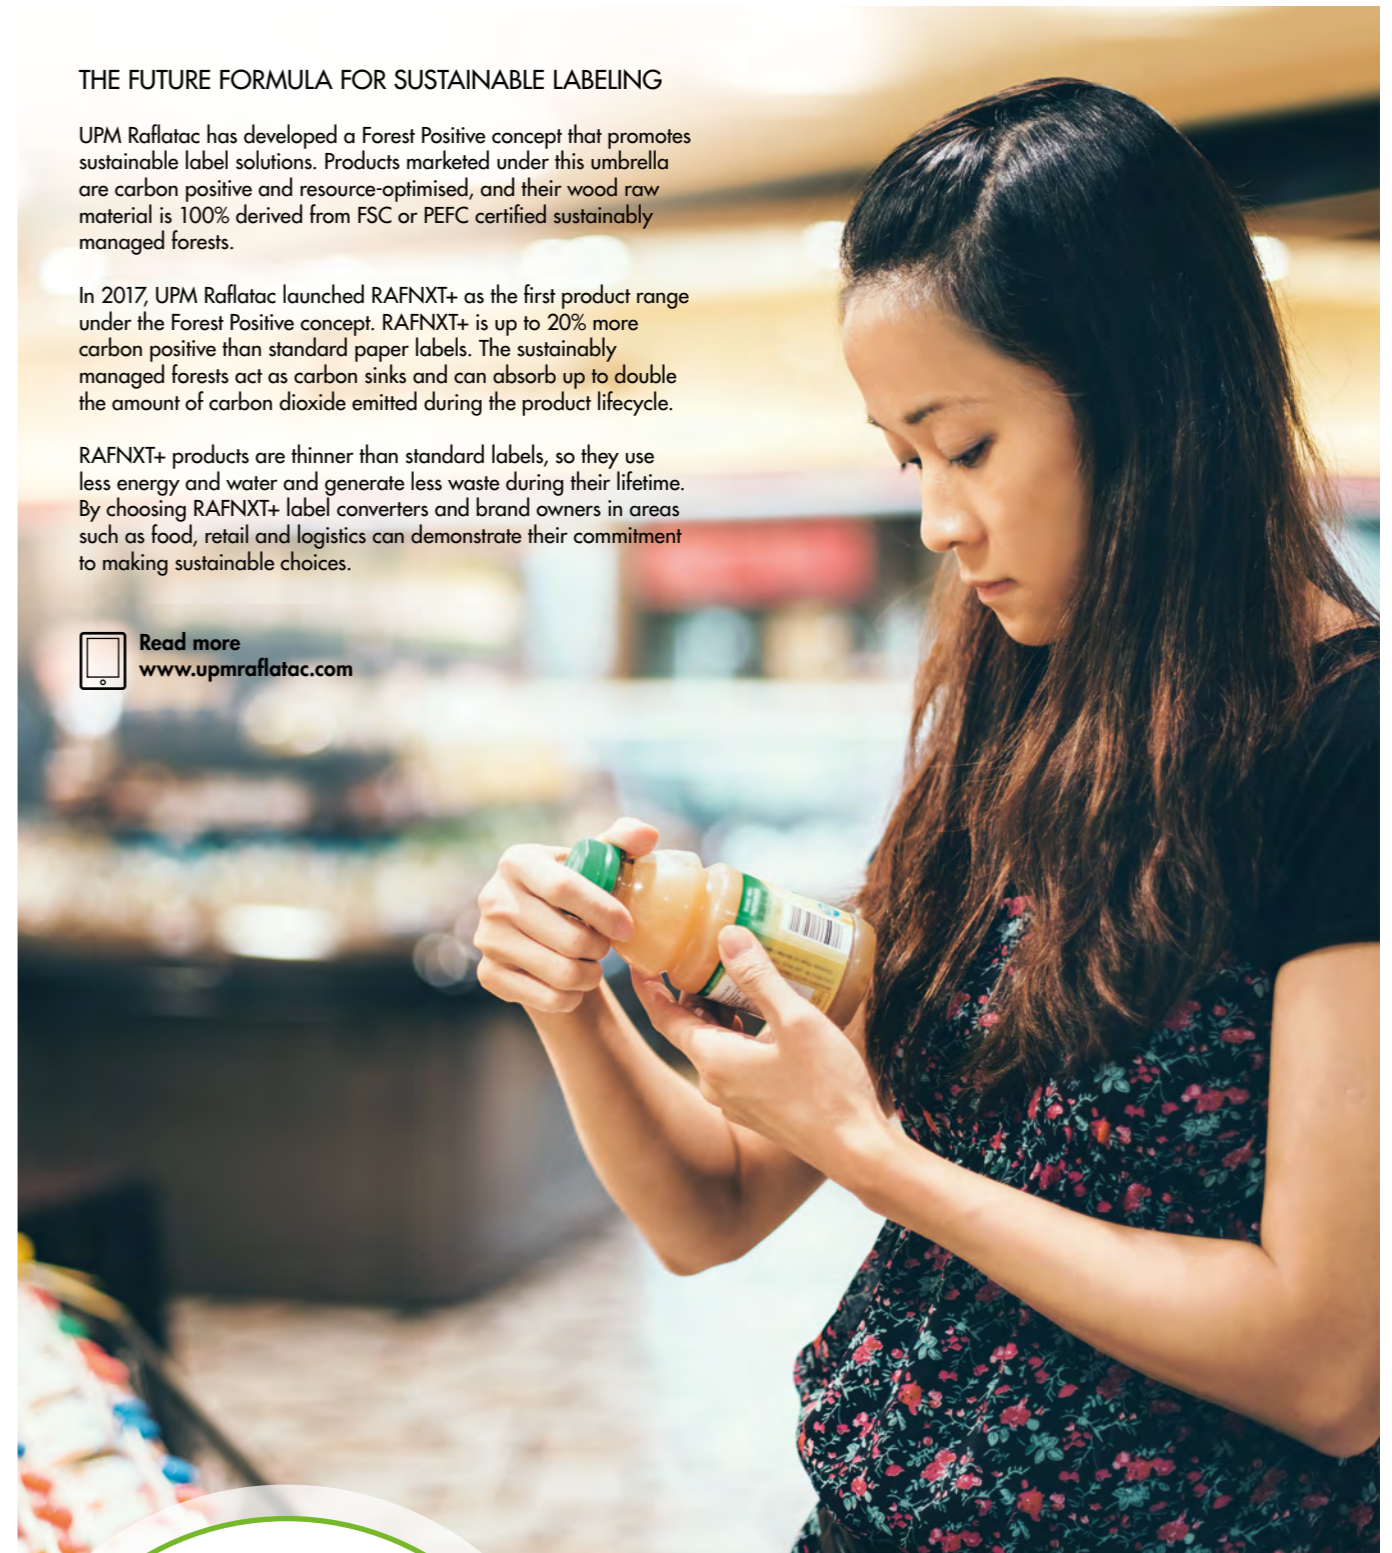 THE FUTURE FORMULA FOR SUSTAINABLE LABELING
UPM Raflatac has developed a Forest Positive concept that promotes
sustainable label solutions. Products marketed under this umbrella
are carbon positive and resource-optimised, and their wood raw
material is 100% derived from FSC or PEFC certified sustainably
managed forests.
In 2017, UPM Raflatac launched RAFNXT+ as the first product range
under the Forest Positive concept. RAFNXT+ is up to 20% more
carbon positive than standard paper labels. The sustainably
managed forests act as carbon sinks and can absorb up to double
the amount of carbon dioxide emitted during the product lifecycle.
RAFNXT+ products are thinner than standard labels, so they use
less energy and water and generate less waste during their lifetime.
By choosing RAFNXT+ label converters and brand owners in areas
such as food, retail and logistics can demonstrate their commitment
to making sustainable choices.
Read more
www.upmraflatac.com